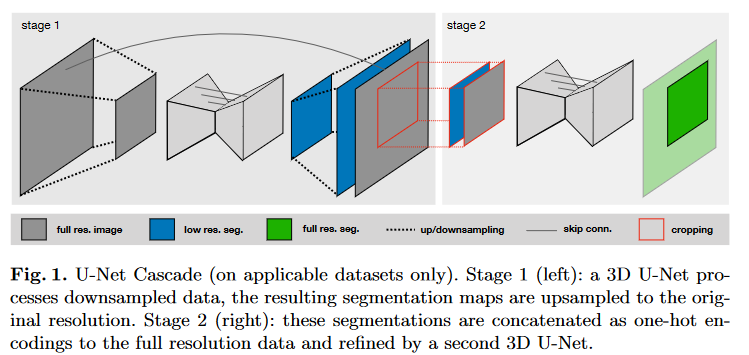 stage 1
stage 2
full res. image
low res. seg.
full res. seg.
up/downsampling
skip conn.
cropping
Fig. 1. U-Net Cascade (on applicable datasets only). Stage 1 (left): a 3D U-Net pro-
cesses downsampled data, the resulting segmentation maps are upsampled to the orig-
inal resolution. Stage 2 (right): these segmentations are concatenated as one-hot en-
codings to the full resolution data and refined by a second 3D U-Net.